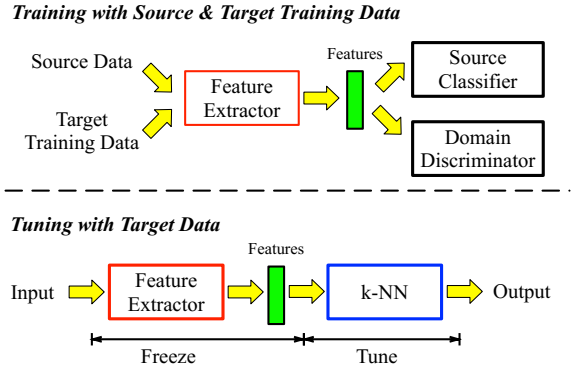 Training with Source & Target Training Data
Source Data
Target
Training Data
Feature
Extractor
Features
Source
Classifier
Domain
Discriminator
Tuning with Target Data
Input
Feature
Extractor
Features
k-NN
Output
Freeze
Tune